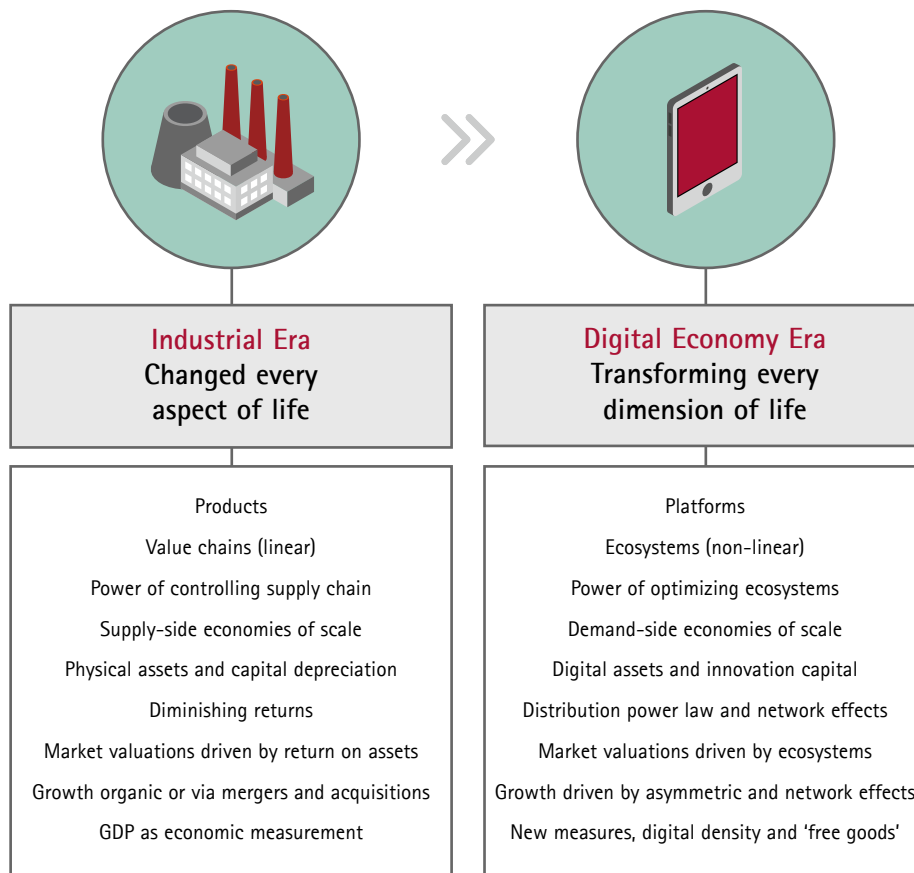 Industrial Era
Changed every
aspect of life
Products
Value chains (linear)
Power of controlling supply chain
Supply-side economies of scale
Physical assets and capital depreciation
Diminishing returns
Market valuations driven by return on assets
Growth organic or via mergers and acquisitions
GDP as economic measurement
Digital Economy Era
Transforming every
dimension of life
Platforms
Ecosystems (non-linear)
Power of optimizing ecosystems
Demand-side economies of scale
Digital assets and innovation capital
Distribution power law and network effects
Market valuations driven by ecosystems
Growth driven by asymmetric and network effects
New measures, digital density and ‘free goods’